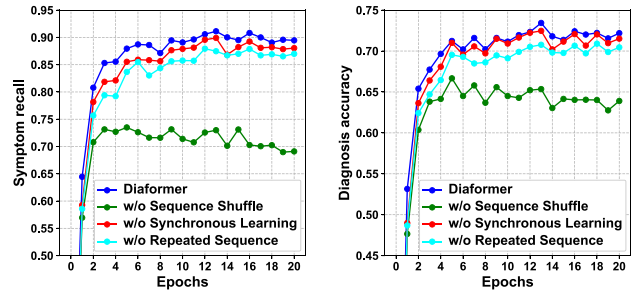 Symptom recall
0.95
0.90
0.85
0.80
0.75
0.70
0.65
0.60
0.55
0.50
Diaformer
w/o Sequence Shuffle
w/o Synchronous Learning
w/o Repeated Sequence
0 2 4 6 8 10 12 14 16 18 20
Epochs
Diagnosis accuracy
0.75
0.70
0.65
0.60
0.55
0.50
0.45
Diaformer
w/o Sequence Shuffle
w/o Synchronous Learning
w/o Repeated Sequence
0 2 4 6 8 10 12 14 16 18 20
Epochs